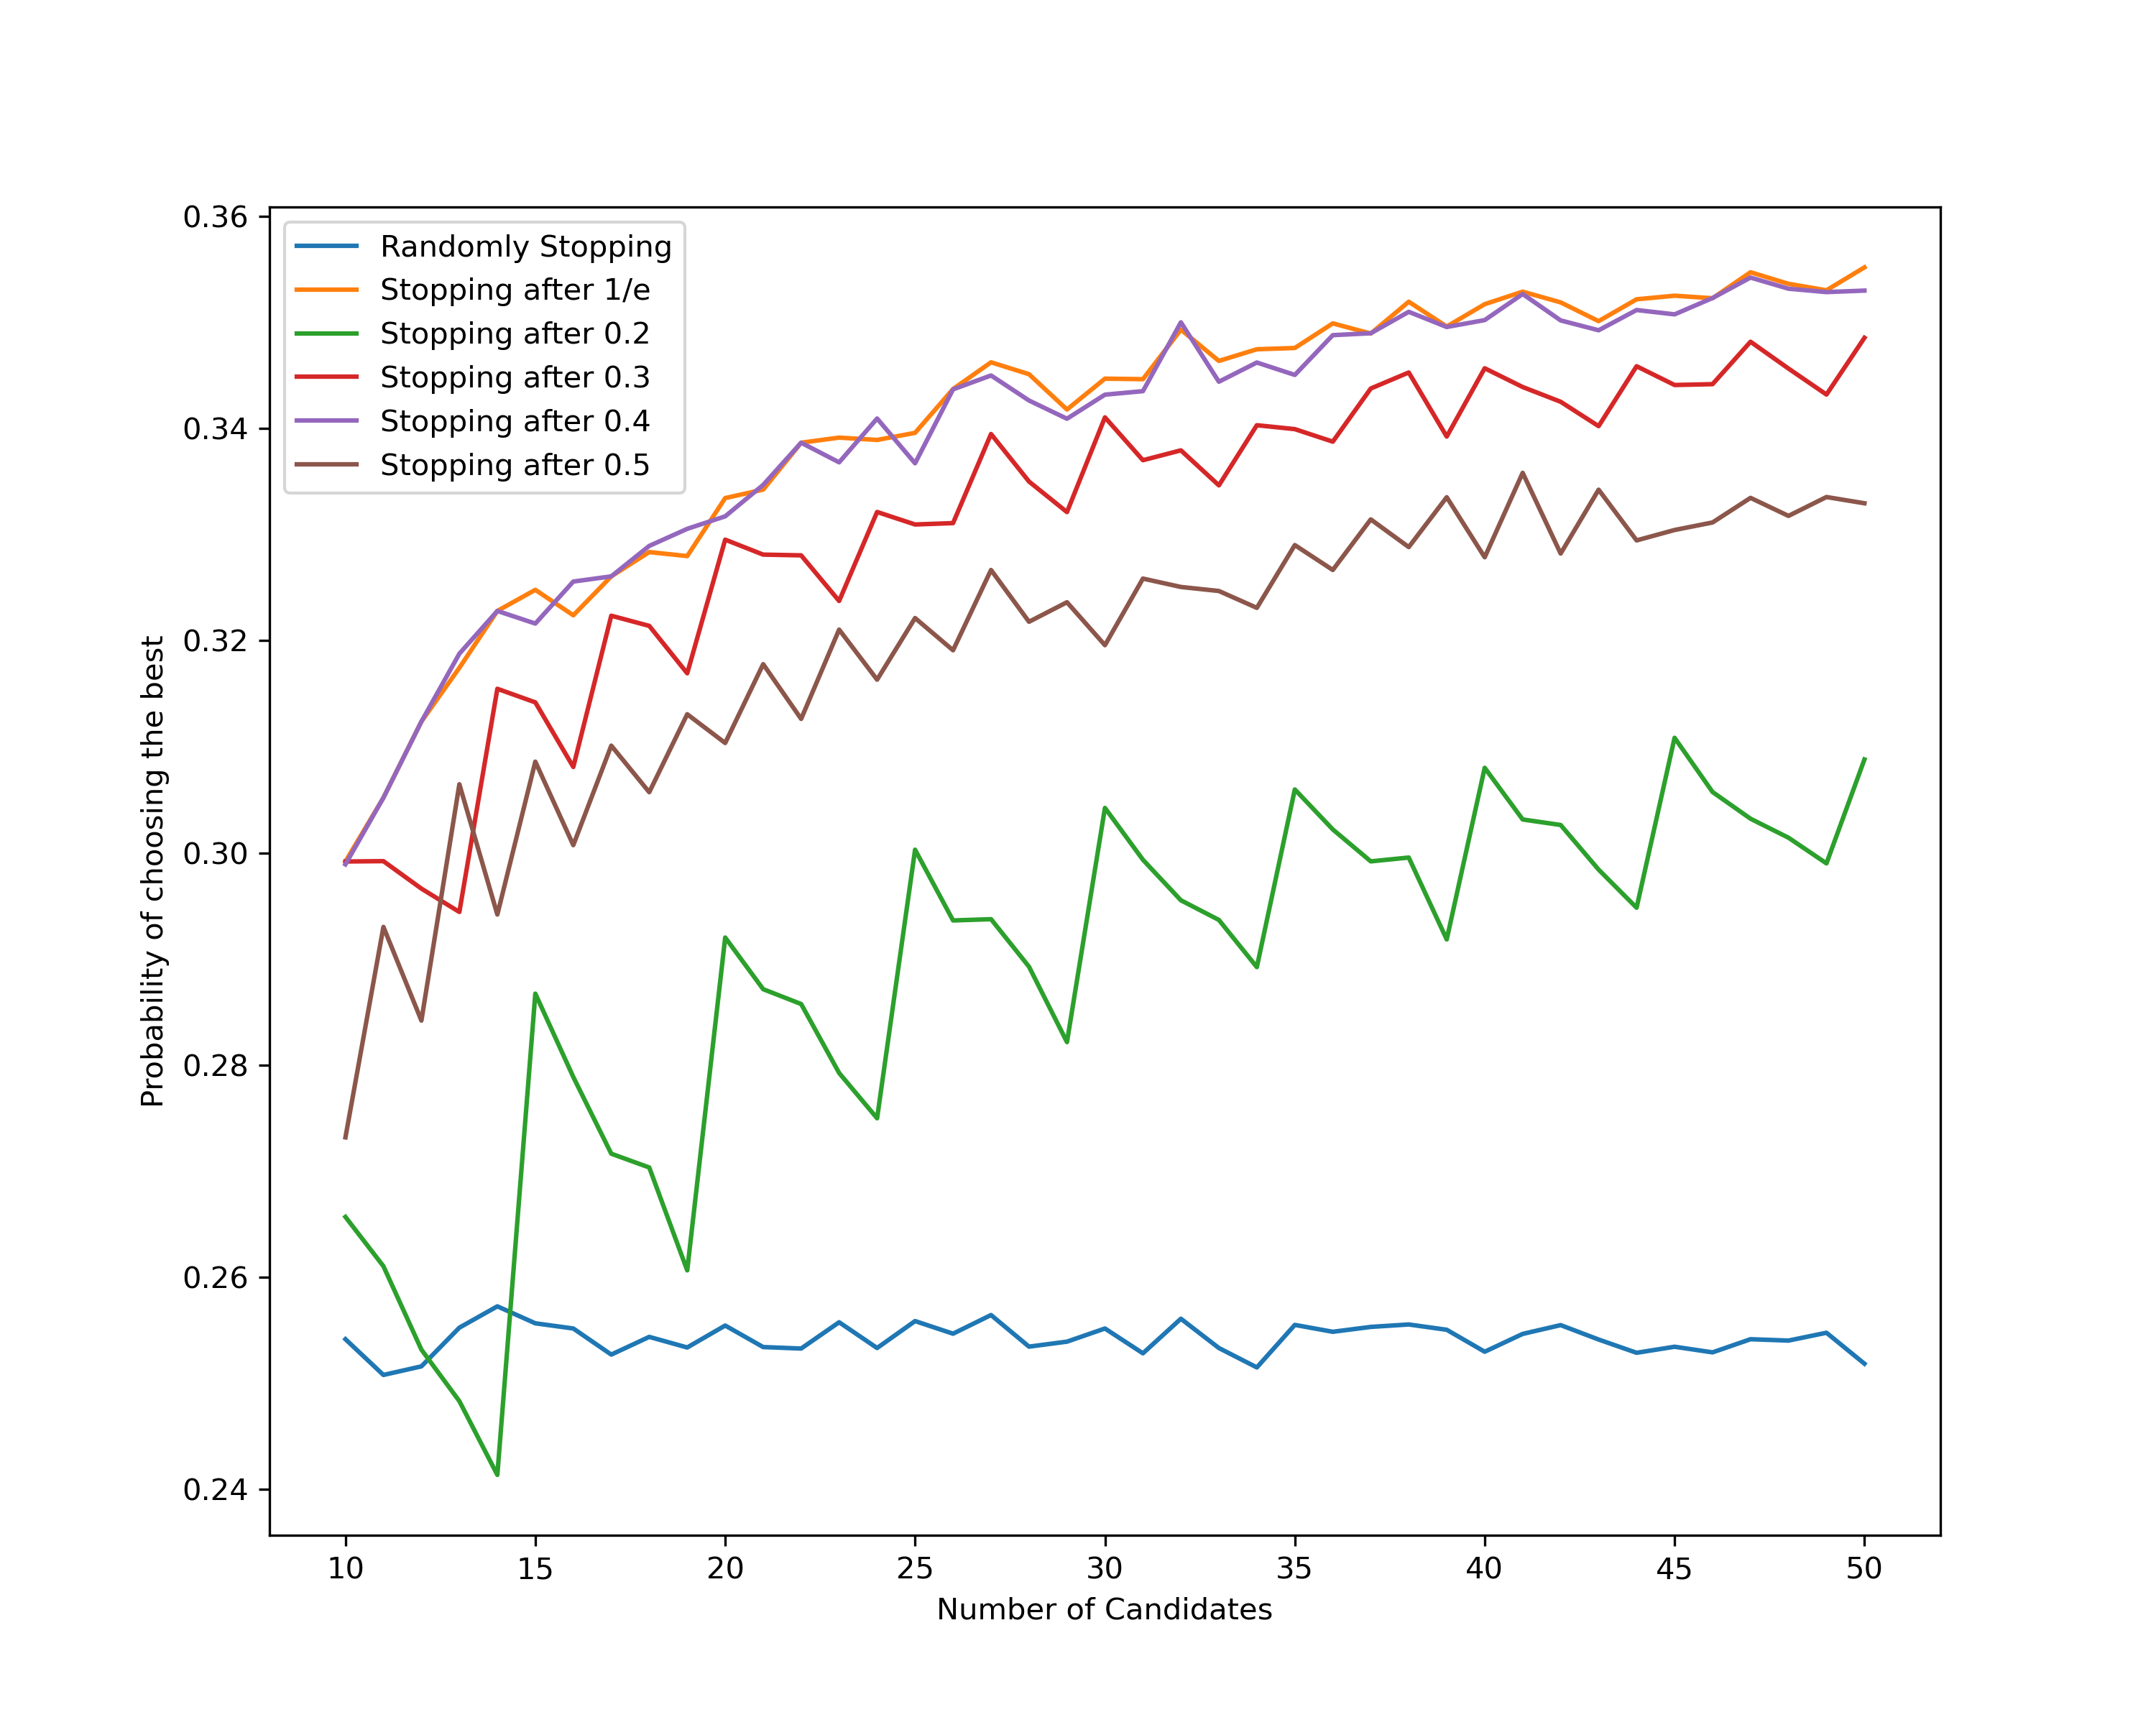 0.36
0.34
0.32
0.30
0.28
0.26
0.24
Probability of choosing the best
Randomly Stopping
Stopping after 1/e
Stopping after 0.2
Stopping after 0.3
Stopping after 0.4
Stopping after 0.5
10 15 20 25 30 35 40 45 50
Number of Candidates